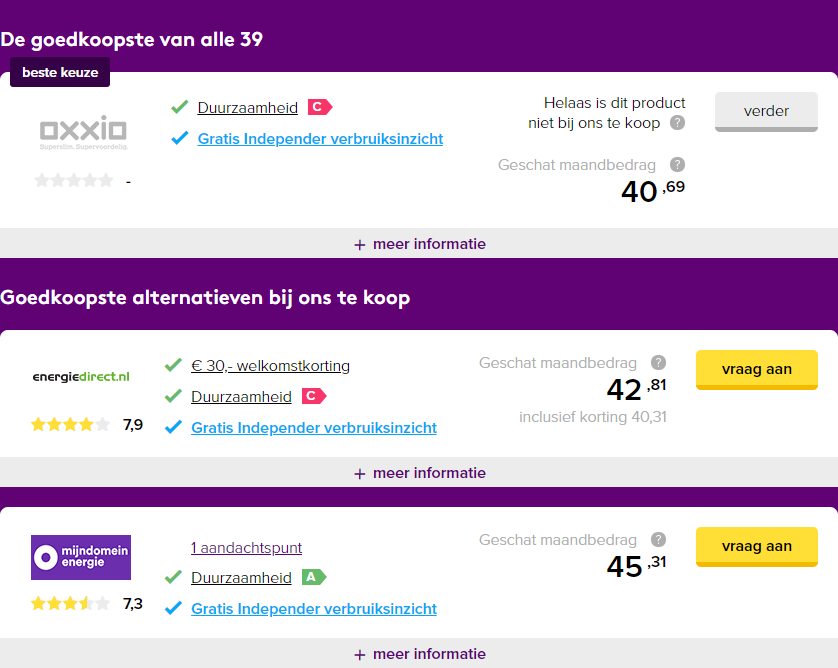 De goedkoopste van alle 39
beste keuze
oxxio
Superslim. Supervoordelig.
-
Duurzaamheid C
Gratis Independer verbruiksinzicht
Helaas is dit product
niet bij ons te koop ?
Geschat maandbedrag ?
40 ,69
verder
+ meer informatie
Goedkoopste alternatieven bij ons te koop
energiedirect.nl
7,9
€ 30,- welkomstkorting
Duurzaamheid C
Gratis Independer verbruiksinzicht
Geschat maandbedrag ?
42 ,81
inclusief korting 40,31
vraag aan
+ meer informatie
mijndomein
energie
7,3
1 aandachtspunt
Duurzaamheid A
Gratis Independer verbruiksinzicht
Geschat maandbedrag ?
45 ,31
vraag aan
+ meer informatie